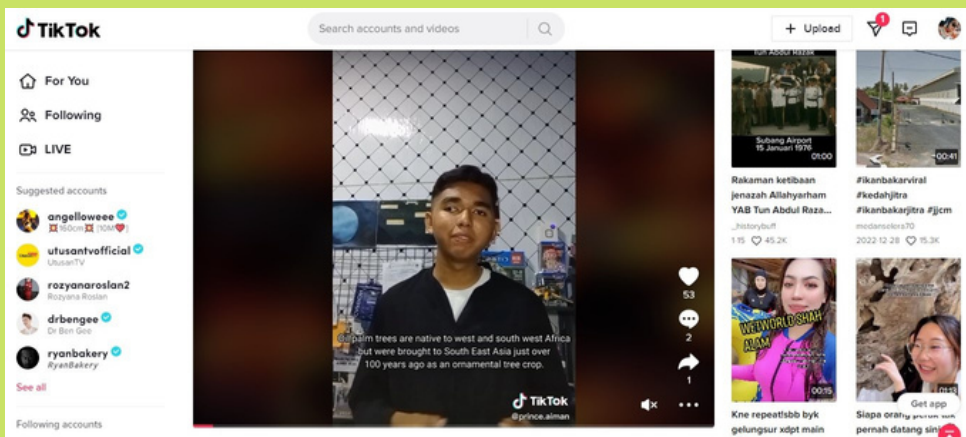 TikTok
Search accounts and videos
+ Upload
1
For You
Following
LIVE
Suggested accounts
angelloweee
💢160cm💢 [10M❤️]
utusantvofficial
UtusanTV
rozyanaroslan2
Rozyana Roslan
drbengee
Dr Ben Gee
ryanbakery
RyanBakery
See all
Following accounts
Oil palm trees are native to west and south west Africa
but were brought to South East Asia just over
100 years ago as an ornamental tree crop.
TikTok
@prince.aiman
53
2
1
Tun Abdul Razak
Subang Airport
15 Januari 1976
01:00
Rakaman ketibaan
jenazah Allahyarham
YAB Tun Abdul Raza...
_historybuff
1-15 45.2K
00:41
#ikanbakarviral
#kedahjitra
#ikanbakarjitra #jjcm
medanselera70
2022-12-28 15.3K
WETWORLD SHAH
ALAM
00:15
Kne repeat!sbb byk
gelungsur xdpt main
01:13
Get app
Siapa orang
pernah datang